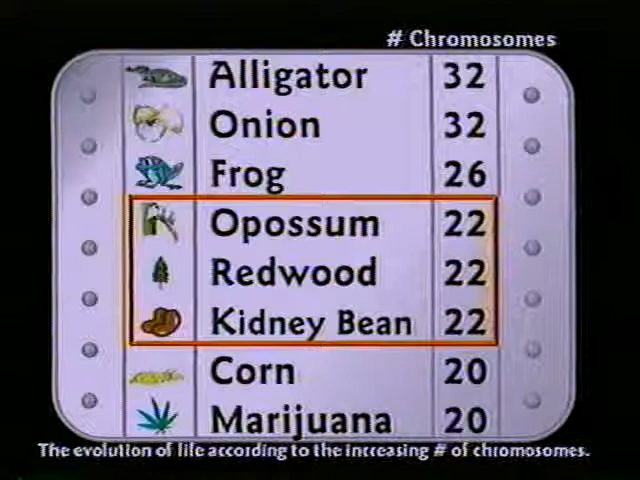 # Chromosomes
Alligator 32
Onion 32
Frog 26
Opossum 22
Redwood 22
Kidney Bean 22
Corn 20
Marijuana 20
The evolution of life according to the increasing # of chromosomes.